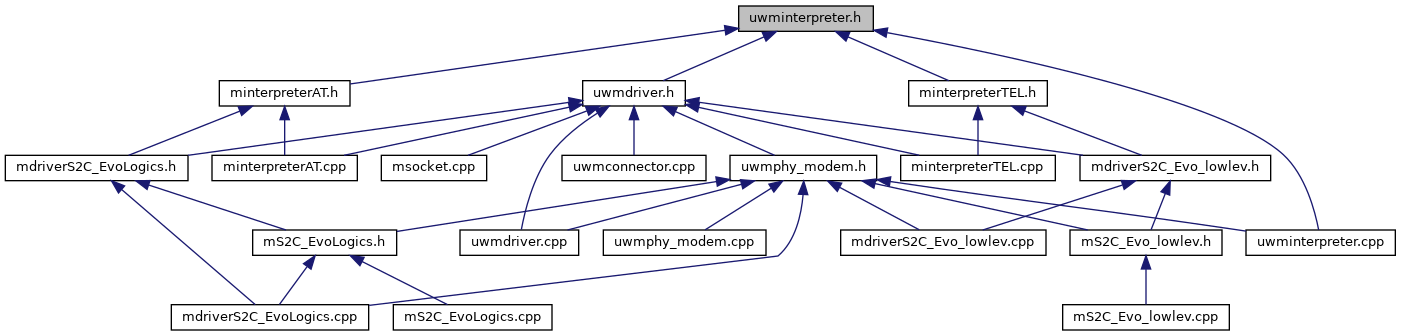 uwminterpreter.h
minterpreterAT.h
uwmdriver.h
minterpreterTEL.h
mdriverS2C_EvoLogics.h
minterpreterAT.cpp
msocket.cpp
uwmconnector.cpp
uwmphy_modem.h
minterpreterTEL.cpp
mdriverS2C_Evo_lowlev.h
mS2C_EvoLogics.h
uwmdriver.cpp
uwmphy_modem.cpp
mdriverS2C_Evo_lowlev.cpp
mS2C_Evo_lowlev.h
uwminterpreter.cpp
mdriverS2C_EvoLogics.cpp
mS2C_EvoLogics.cpp
mS2C_Evo_lowlev.cpp